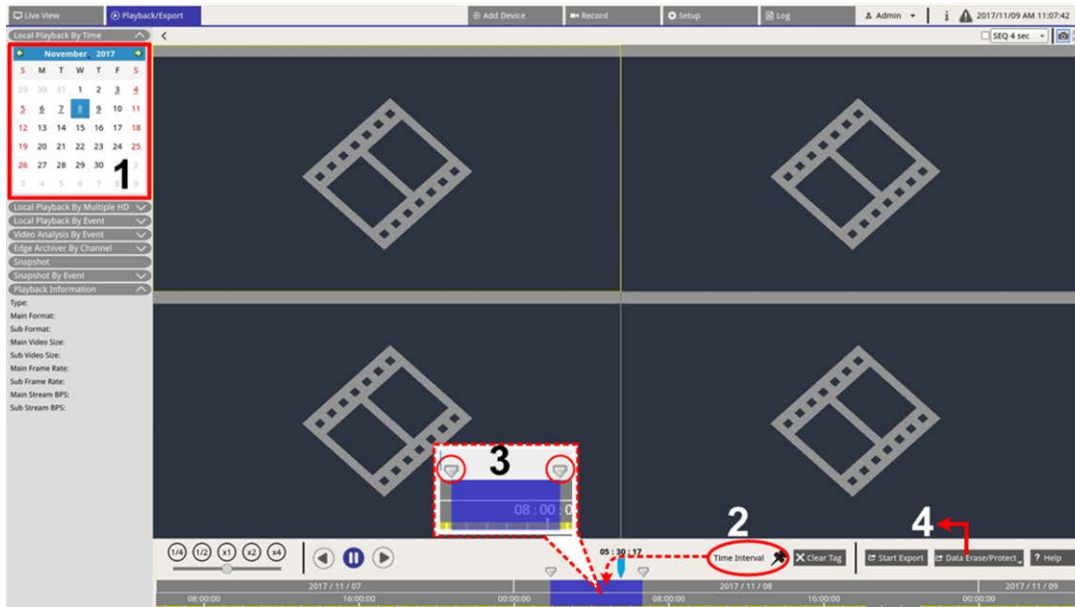 Live View
Playback/Export
Add Device
Record
Setup
Log
Admin
i
2017/11/09 AM 11:07:42
Local Playback By Time
SEQ 4 sec
November, 2017
S M T W T F S
29 30 31 1 2 3 4
5 6 7 8 9 10 11
12 13 14 15 16 17 18
19 20 21 22 23 24 25
26 27 28 29 30 2
3 4 5 6 7 9
1
Local Playback By Multiple HD
Local Playback By Event
Video Analysis By Event
Edge Archiver By Channel
Snapshot
Snapshot By Event
Playback Information
Type:
Main Format:
Sub Format:
Main Video Size:
Sub Video Size:
Main Frame Rate:
Sub Frame Rate:
Main Stream BPS:
Sub Stream BPS:
3
08:00:0
2
4
1/4 1/2 x1 x2 x4
05:30:17
Time Interval
Clear Tag
Start Export
Data Erase/Protect
? Help
2017/11/07
2017/11/08
2017/11/09
08:00:00 16:00:00 00:00:00 08:00:00 16:00:00 00:00:00